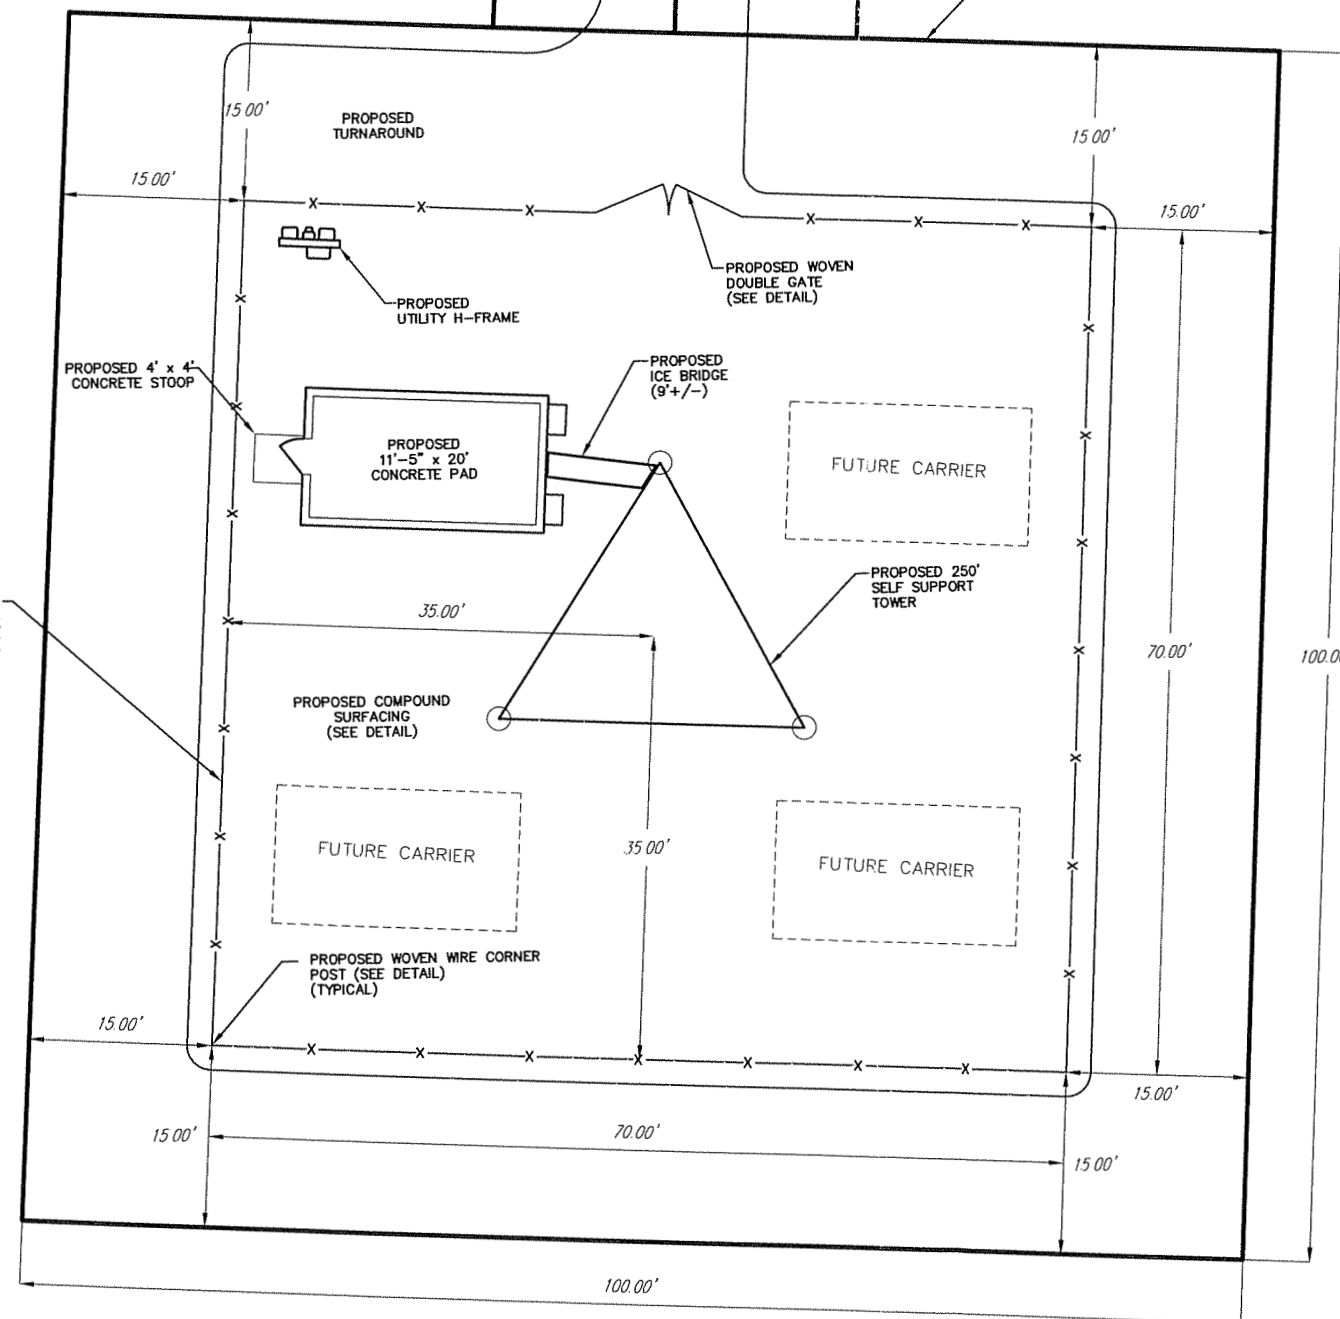 15 00'
PROPOSED
TURNAROUND
15 00'
15 00'
15 00'
PROPOSED WOVEN
DOUBLE GATE
(SEE DETAIL)
PROPOSED
UTILITY H-FRAME
PROPOSED 4' x 4'
CONCRETE STOOP
PROPOSED
ICE BRIDGE
(9'+/-)
PROPOSED
11'-5" x 20'
CONCRETE PAD
FUTURE CARRIER
PROPOSED 250'
SELF SUPPORT
TOWER
35.00'
70.00'
100.00
PROPOSED COMPOUND
SURFACING
(SEE DETAIL)
35 00'
FUTURE CARRIER
FUTURE CARRIER
PROPOSED WOVEN WIRE CORNER
POST (SEE DETAIL)
(TYPICAL)
15.00'
15.00'
15 00'
70.00'
15 00'
100.00'